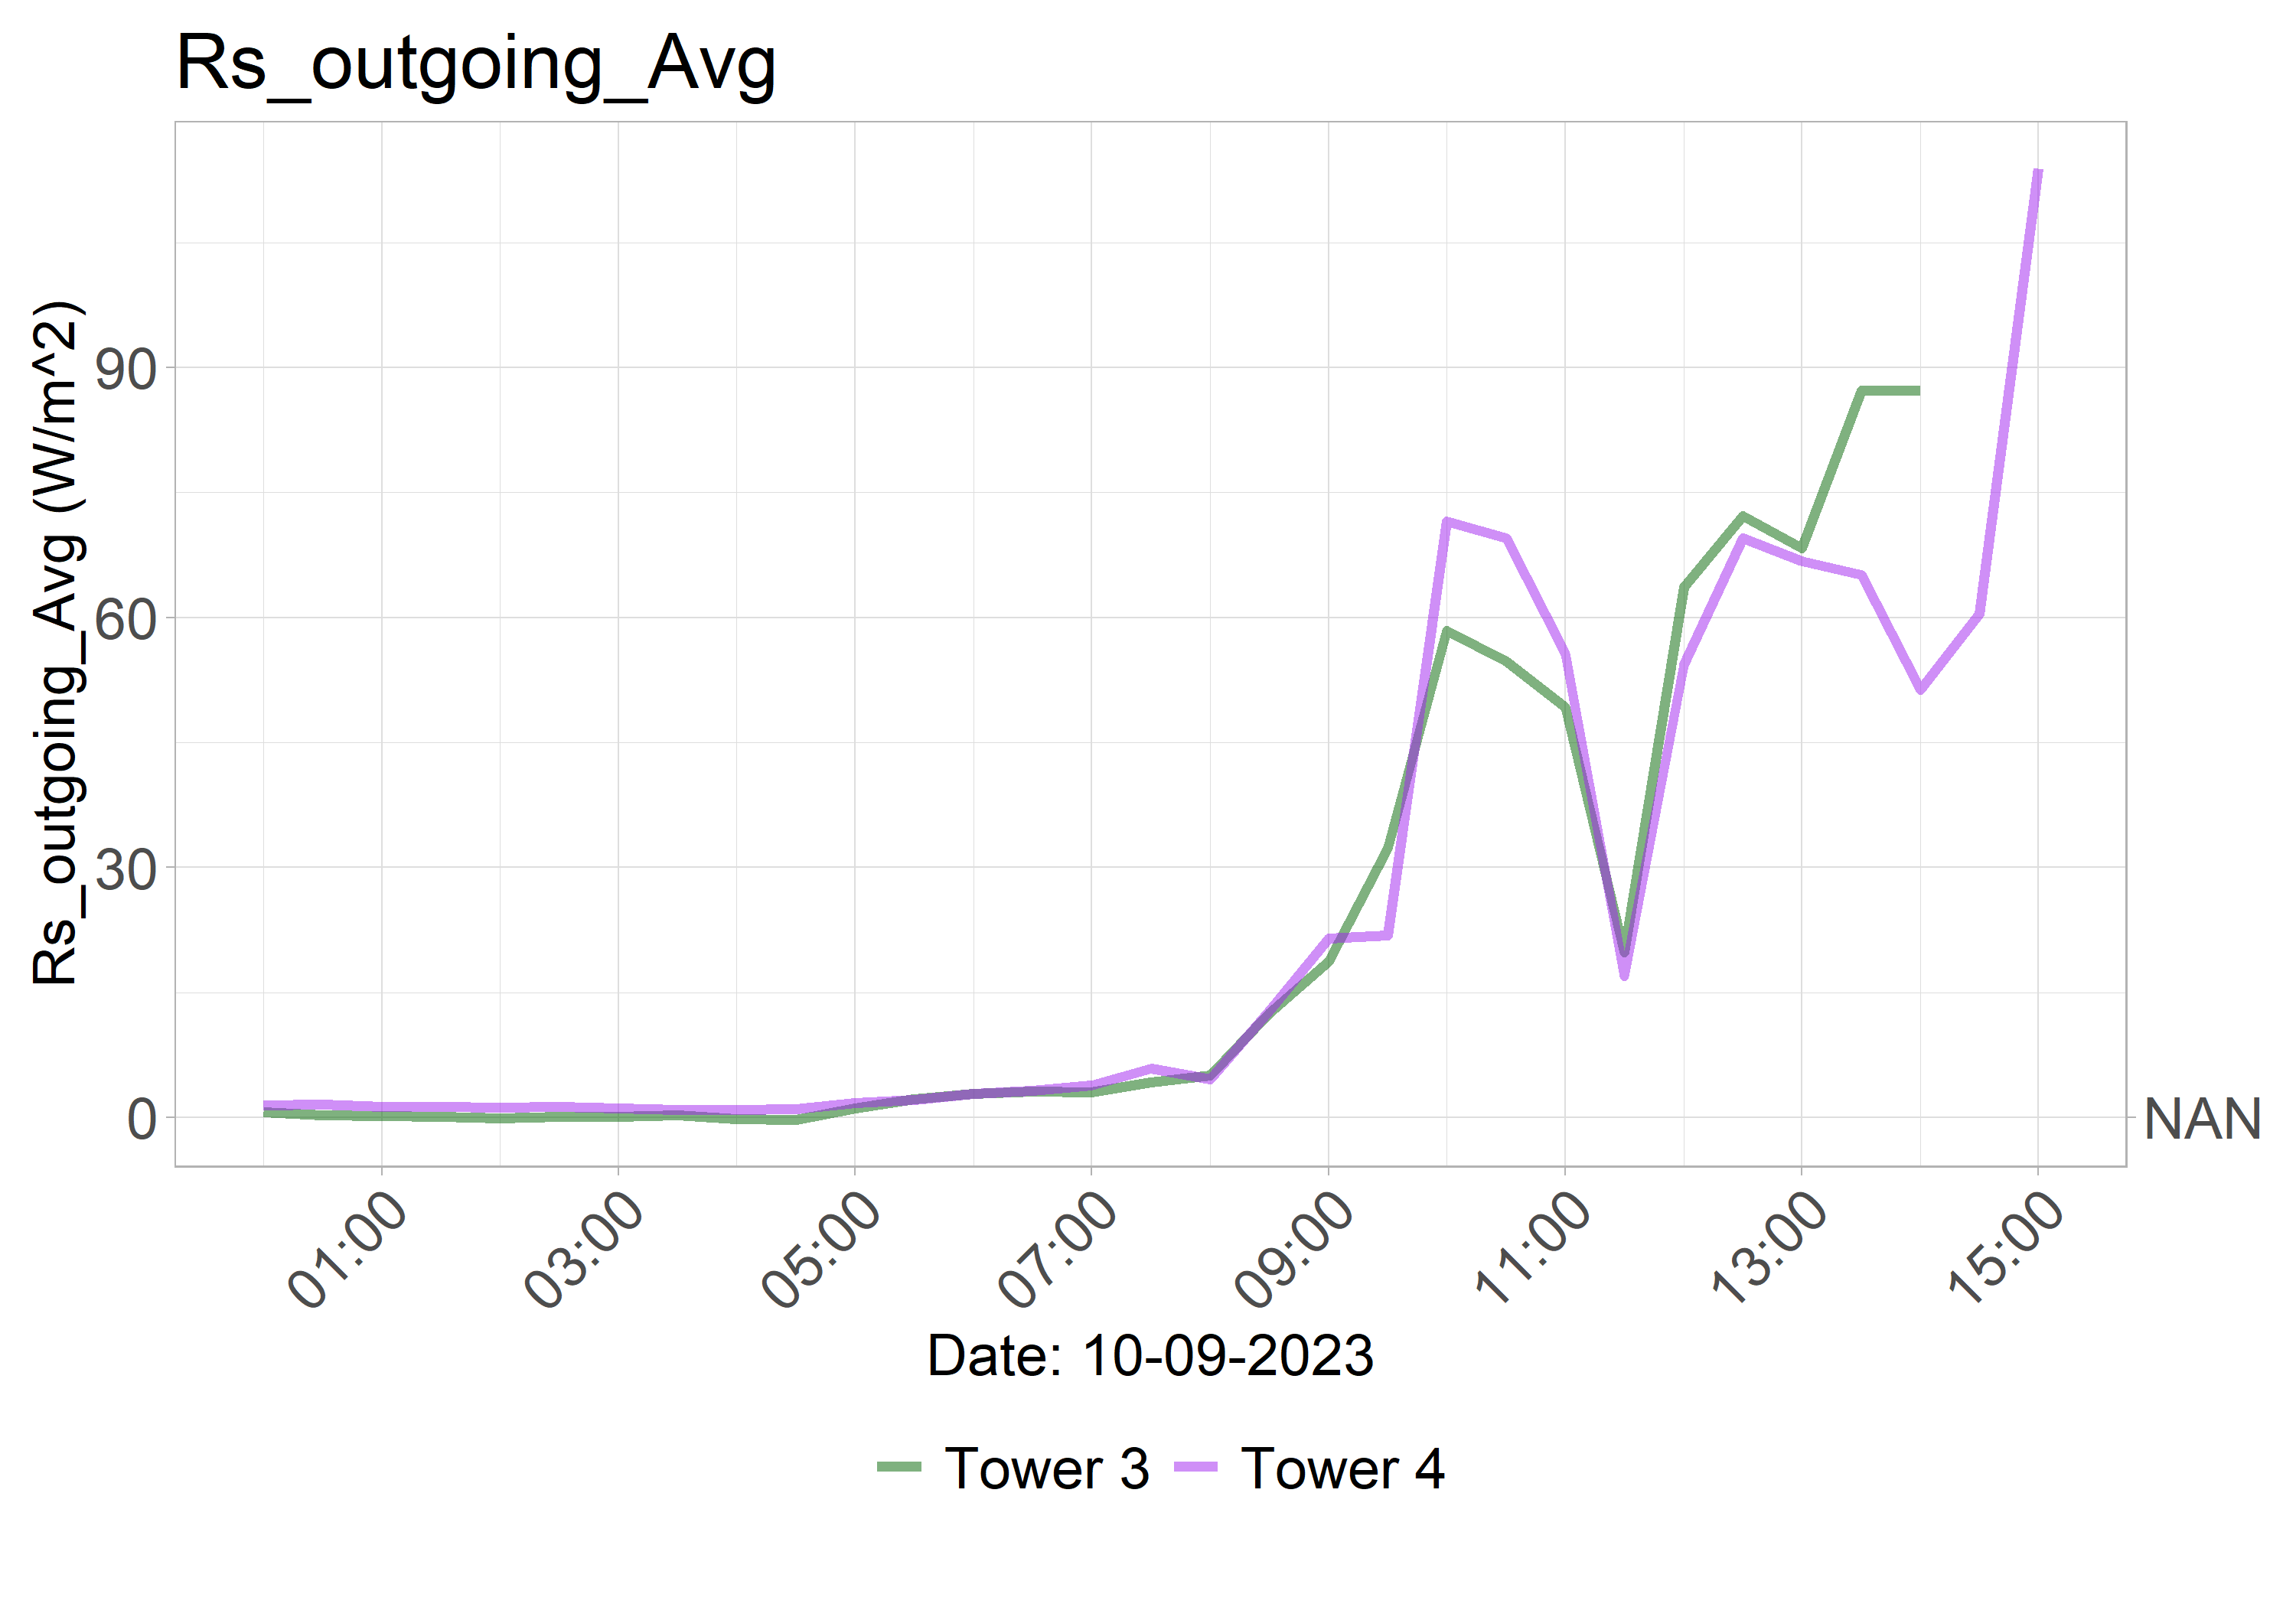 Rs_outgoing_Avg
Rs_outgoing_Avg (W/m^2)
90
60
30
0
NAN
01:00
03:00
05:00
07:00
09:00
11:00
13:00
15:00
Date: 10-09-2023
Tower 3
Tower 4